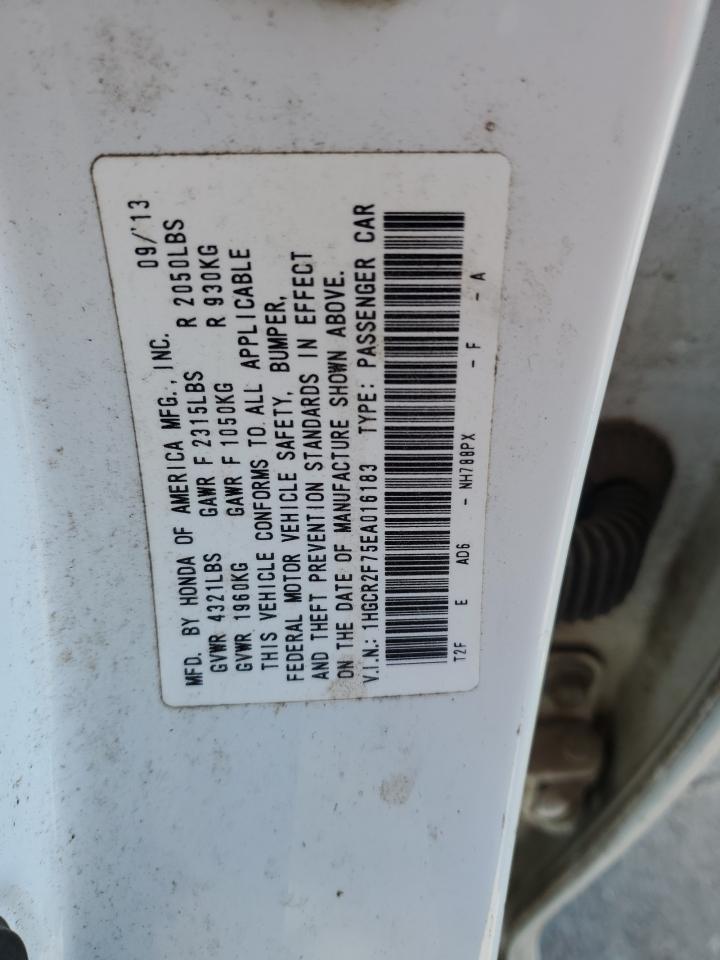 MFD. BY HONDA OF AMERICA MFG., INC. 09/'13
GVWR 4321LBS GAWR F 2315LBS R 2050LBS
GVWR 1960KG GAWR F 1050KG R 930KG
THIS VEHICLE CONFORMS TO ALL APPLICABLE
FEDERAL MOTOR VEHICLE SAFETY, BUMPER,
AND THEFT PREVENTION STANDARDS IN EFFECT
ON THE DATE OF MANUFACTURE SHOWN ABOVE.
V.I.N.: 1HGCR2F75EA016183 TYPE: PASSENGER CAR
T2F E AD6 - NH788PX - F - A